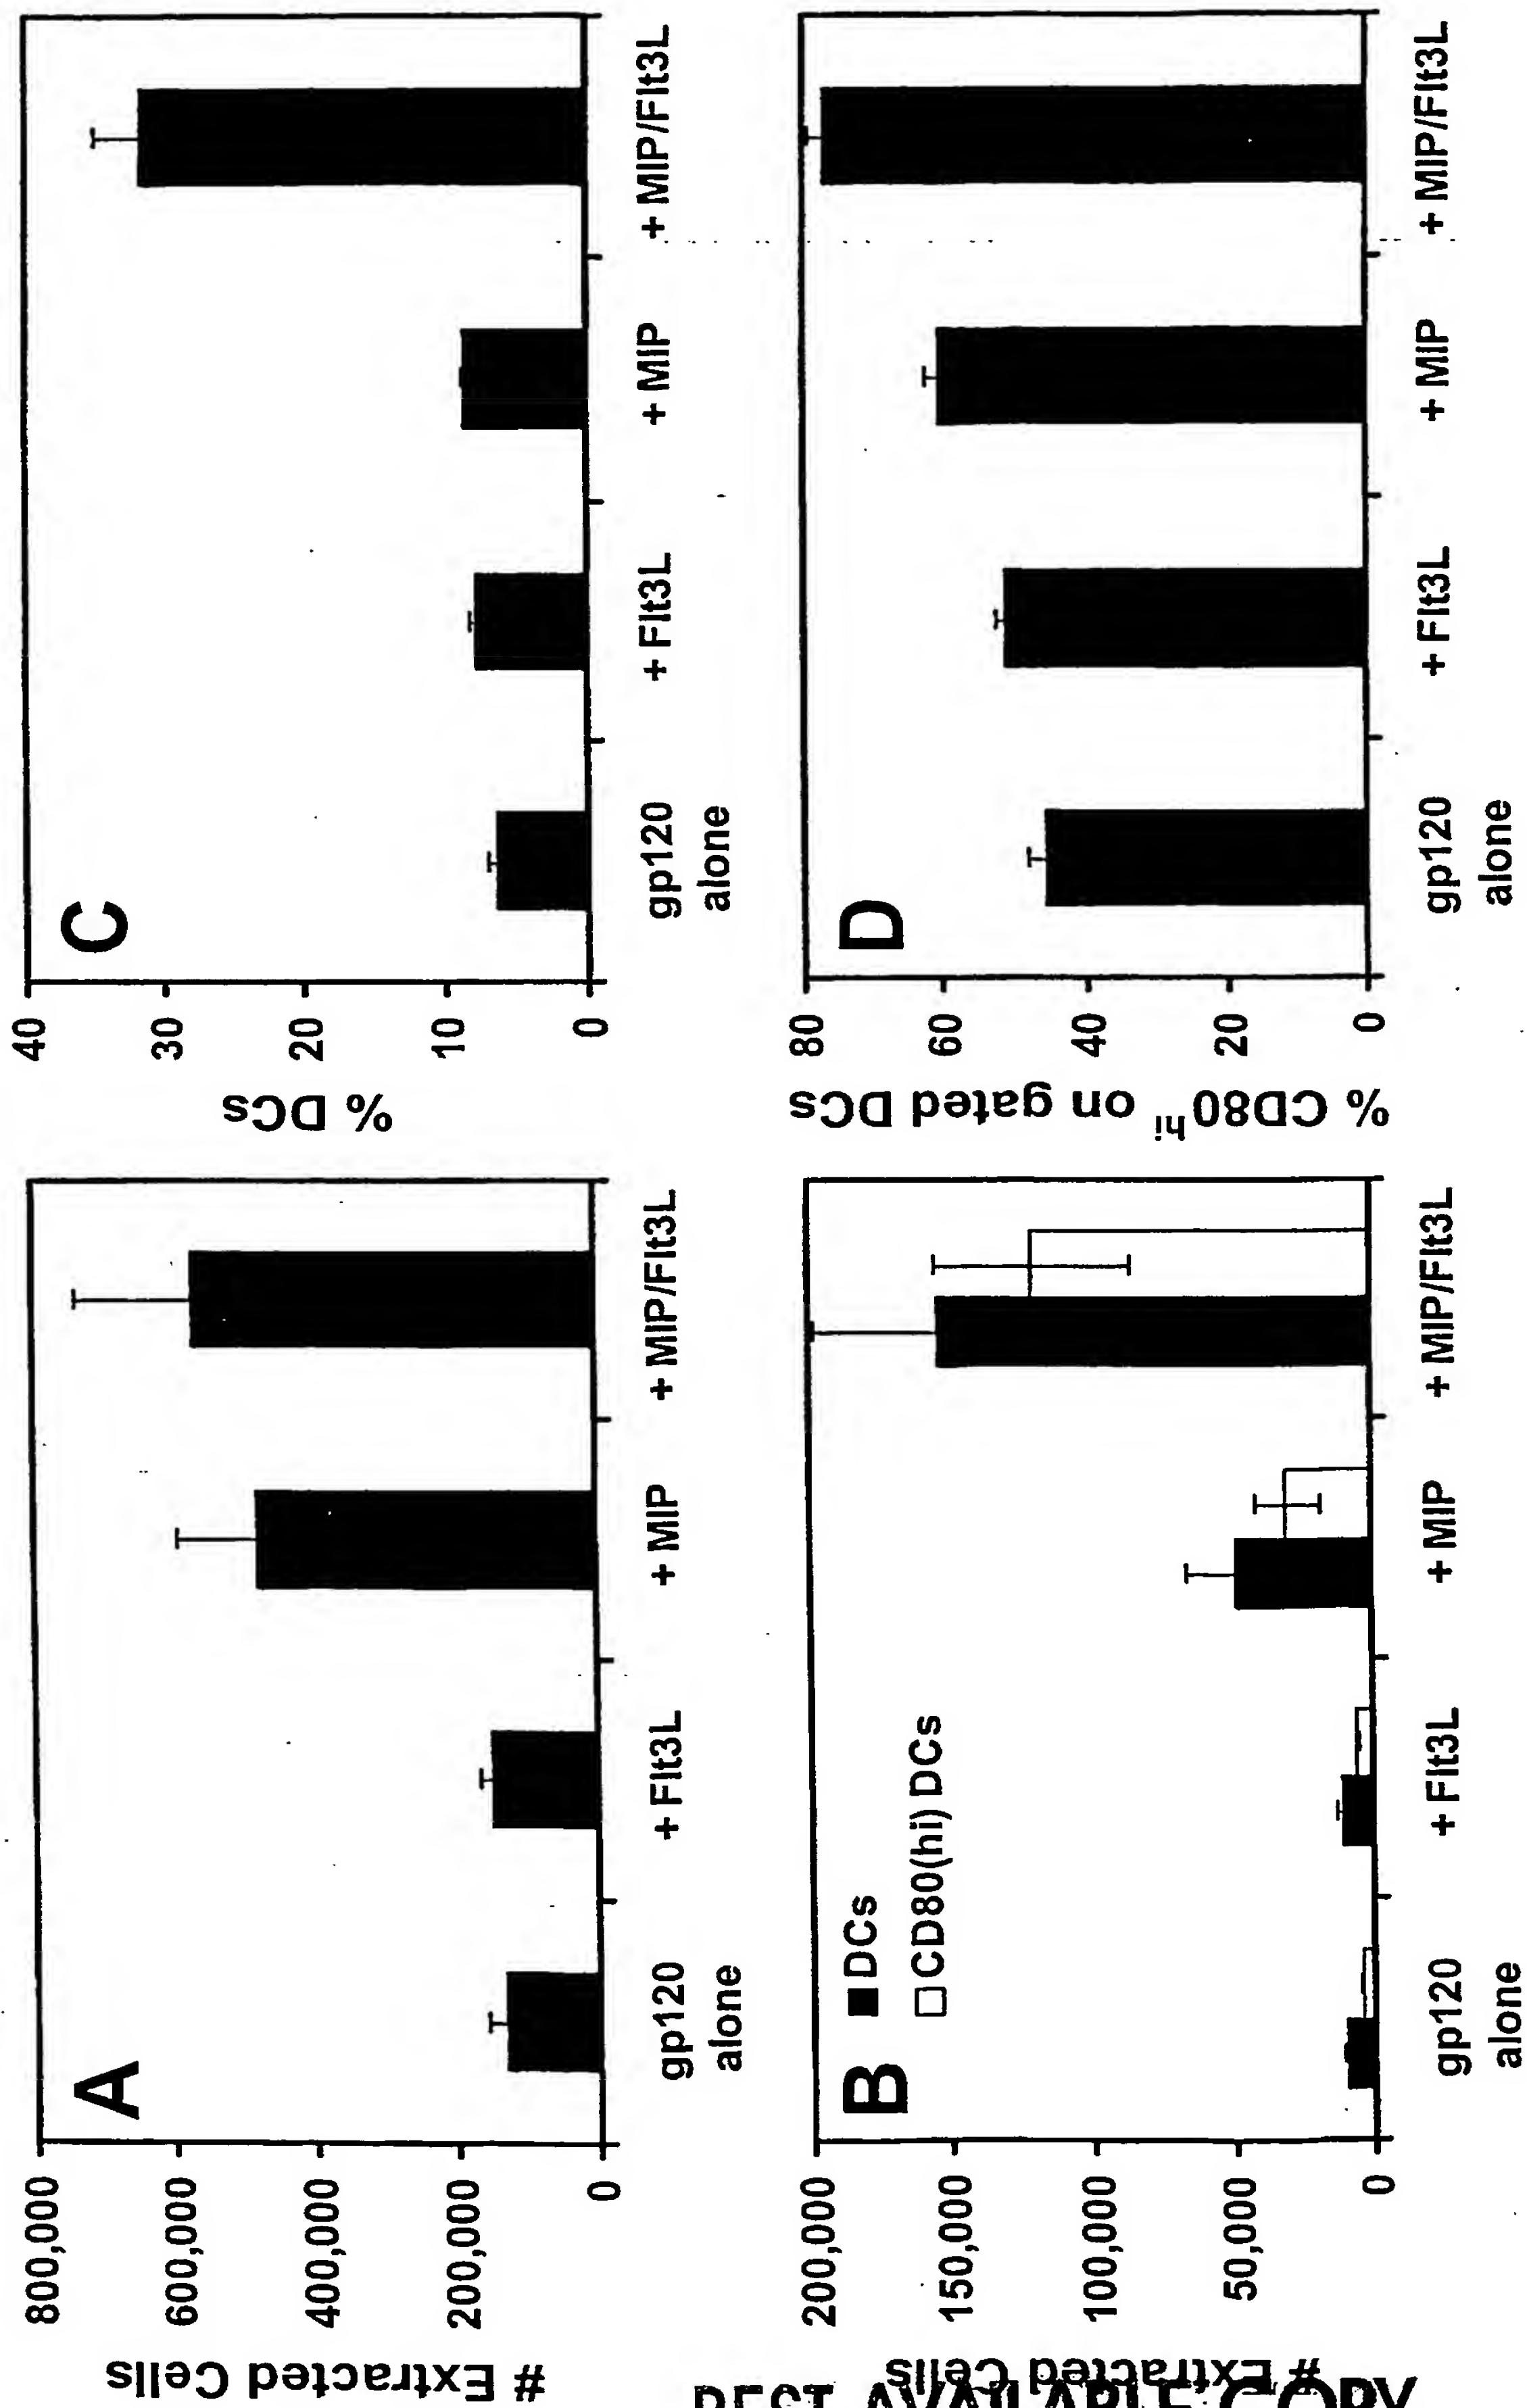 A
# Extracted Cells
800,000
600,000
400,000
200,000
0
gp120
alone
+ Flt3L
+ MIP
+ MIP/Flt3L
B
# Extracted Cells
200,000
150,000
100,000
50,000
0
DCs
CD80(hi) DCs
gp120
alone
+ Flt3L
+ MIP
+ MIP/Flt3L
C
% DCs
40
30
20
10
0
gp120
alone
+ Flt3L
+ MIP
+ MIP/Flt3L
D
% CD80hi on gated DCs
80
60
40
20
0
gp120
alone
+ Flt3L
+ MIP
+ MIP/Flt3L
BEST AVAILABLE COPY